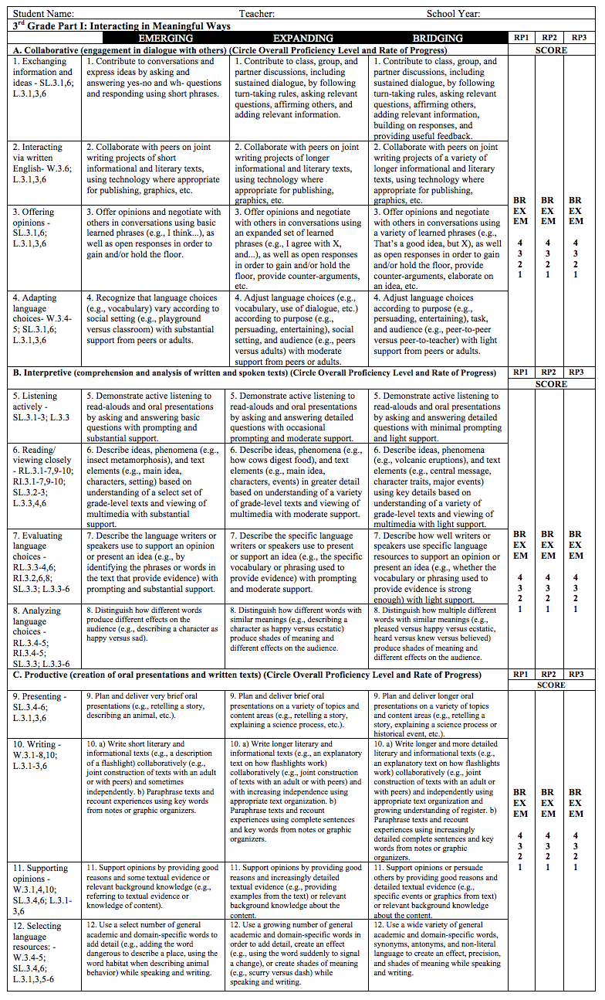 Student Name: Teacher: School Year:
3rd Grade Part I: Interacting in Meaningful Ways
EMERGING EXPANDING BRIDGING RP1 RP2 RP3
A. Collaborative (engagement in dialogue with others) (Circle Overall Proficiency Level and Rate of Progress) SCORE
1. Exchanging
information and
ideas - SL.3.1,6;
L.3.1,3,6
1. Contribute to conversations and
express ideas by asking and
answering yes-no and wh- questions
and responding using short phrases.
1. Contribute to class, group, and
partner discussions, including
sustained dialogue, by following
turn-taking rules, asking relevant
questions, affirming others, and
adding relevant information.
1. Contribute to class, group, and
partner discussions, including
sustained dialogue, by following
turn-taking rules, asking relevant
questions, affirming others,
adding relevant information,
building on responses, and
providing useful feedback.
2. Interacting
via written
English- W.3.6;
L.3.1,3,6
2. Collaborate with peers on joint
writing projects of short
informational and literary texts,
using technology where appropriate
for publishing, graphics, etc.
2. Collaborate with peers on joint
writing projects of longer
informational and literary texts,
using technology where
appropriate for publishing,
graphics, etc.
2. Collaborate with peers on joint
writing projects of a variety of
longer informational and literary
texts, using technology where
appropriate for publishing,
graphics, etc.
3. Offering
opinions -
SL.3.1,6;
L.3.1,3,6
3. Offer opinions and negotiate with
others in conversations using basic
learned phrases (e.g., I think...),
as well as open responses in order to
gain and/or hold the floor.
3. Offer opinions and negotiate
with others in conversations using
an expanded set of learned
phrases (e.g., I agree with X,
and...), as well as open responses
in order to gain and/or hold the
floor, provide counter-arguments,
etc.
3. Offer opinions and negotiate
with others in conversations using
a variety of learned phrases (e.g.,
That's a good idea, but X), as well
as open responses in order to gain
and/or hold the floor, provide
counter-arguments, elaborate on
an idea, etc.
4. Adapting
language
choices- W.3.4-
5; SL.3.1,6;
L.3.1,3,6
4. Recognize that language choices
(e.g., vocabulary) vary according to
social setting (e.g., playground
versus classroom) with substantial
support from peers or adults.
4. Adjust language choices (e.g.,
vocabulary, use of dialogue, etc.)
according to purpose (e.g.,
persuading, entertaining), social
setting, and audience (e.g., peers
versus adults) with moderate
support from peers or adults.
4. Adjust language choices
according to purpose (e.g.,
persuading, entertaining), task,
and audience (e.g., peer-to-peer
versus peer-to-teacher) with light
support from peers or adults.
BR BR BR
EX EX EX
EM EM EM
4 4 4
3 3 3
2 2 2
1 1 1
B. Interpretive (comprehension and analysis of written and spoken texts) (Circle Overall Proficiency Level and Rate of Progress) RP1 RP2 RP3
SCORE
5. Listening
actively -
SL.3.1-3; L.3.3
5. Demonstrate active listening to
read-alouds and oral presentations
by asking and answering basic
questions with prompting and
substantial support.
5. Demonstrate active listening to
read-alouds and oral presentations
by asking and answering detailed
questions with occasional
prompting and moderate support.
5. Demonstrate active listening to
read-alouds and oral presentations
by asking and answering detailed
questions with minimal prompting
and light support.
6. Reading/
viewing closely
- RL.3.1-7,9-10;
RI.3.1-7,9-10;
SL.3.2-3;
L.3.3,4,6
6. Describe ideas, phenomena (e.g.,
insect metamorphosis), and text
elements (e.g., main idea,
characters, setting) based on
understanding of a select set of
grade-level texts and viewing of
multimedia with substantial
support.
6. Describe ideas, phenomena (e.g.,
how cows digest food), and text
elements (e.g., main idea,
characters, events) in greater detail
based on understanding of a variety
of grade-level texts and viewing of
multimedia with moderate support.
6. Describe ideas, phenomena
(e.g., volcanic eruptions), and text
elements (e.g., central message,
character traits, major events)
using key details based on
understanding of a variety of
grade-level texts and viewing of
multimedia with light support.
7. Evaluating
language
choices -
RL.3.3-4,6;
RI.3.2,6,8;
SL.3.3; L.3.3-6
7. Describe the language writers or
speakers use to support an opinion
or present an idea (e.g., by
identifying the phrases or words in
the text that provide evidence) with
prompting and substantial support.
7. Describe the specific language
writers or speakers use to present
or support an idea (e.g., the specific
vocabulary or phrasing used to
provide evidence) with prompting
and moderate support.
7. Describe how well writers or
speakers use specific language
resources to support an opinion or
present an idea (e.g., whether the
vocabulary or phrasing used to
provide evidence is strong
enough) with light support.
8. Analyzing
language
choices -
RL.3.4-5;
RI.3.4-5;
SL.3.3; L.3.3-6
8. Distinguish how different words
produce different effects on the
audience (e.g., describing a character as
happy versus sad).
8. Distinguish how different words with
similar meanings (e.g., describing a
character as happy versus ecstatic)
produce shades of meaning and
different effects on the audience.
8. Distinguish how multiple different
words with similar meanings (e.g.,
pleased versus happy versus ecstatic,
heard versus knew versus believed)
produce shades of meaning and
different effects on the audience.
BR BR BR
EX EX EX
EM EM EM
4 4 4
3 3 3
2 2 2
1 1 1
C. Productive (creation of oral presentations and written texts) (Circle Overall Proficiency Level and Rate of Progress) RP1 RP2 RP3
SCORE
9. Presenting -
SL.3.4-6;
L.3.1,3,6
9. Plan and deliver very brief oral
presentations (e.g., retelling a story,
describing an animal, etc.).
9. Plan and deliver brief oral
presentations on a variety of topics and
content areas (e.g., retelling a story,
explaining a science process, etc.).
9. Plan and deliver longer oral
presentations on a variety of topics
and content areas (e.g., retelling a
story, explaining a science process or
historical event, etc.).
10. Writing -
W.3.1-8,10;
L.3.1-3,6
10. a) Write short literary and
informational texts (e.g., a description
of a flashlight) collaboratively (e.g.,
joint construction of texts with an adult
or with peers) and sometimes
independently. b) Paraphrase texts and
recount experiences using key words
from notes or graphic organizers.
10. a) Write longer literary and
informational texts (e.g., an explanatory
text on how flashlights work)
collaboratively (e.g., joint construction
of texts with an adult or with peers) and
with increasing independence using
appropriate text organization. b)
Paraphrase texts and recount
experiences using complete sentences
and key words from notes or graphic
organizers.
10. a) Write longer and more detailed
literary and informational texts (e.g.,
an explanatory text on how flashlights
work) collaboratively (e.g., joint
construction of texts with an adult or
with peers) and independently using
appropriate text organization and
growing understanding of register. b)
Paraphrase texts and recount
experiences using increasingly
detailed complete sentences and key
words from notes or graphic
organizers.
11. Supporting
opinions -
W.3.1,4,10;
SL.3.4,6; L.3.1-
3,6
11. Support opinions by providing good
reasons and some textual evidence or
relevant background knowledge (e.g.,
referring to textual evidence or
knowledge of content).
11. Support opinions by providing good
reasons and increasingly detailed
textual evidence (e.g., providing
examples from the text) or relevant
background knowledge about the
content.
11. Support opinions or persuade
others by providing good reasons and
detailed textual evidence (e.g.,
specific events or graphics from text)
or relevant background knowledge
about the content.
12. Selecting
language
resources: -
W.3.4-5;
SL.3.4,6;
L.3.1,3,5-6
12. Use a select number of general
academic and domain-specific words to
add detail (e.g., adding the word
dangerous to describe a place, using
the word habitat when describing animal
behavior) while speaking and writing.
12. Use a growing number of general
academic and domain-specific words in
order to add detail, create an effect
(e.g., using the word suddenly to signal
a change), or create shades of meaning
(e.g., scurry versus dash) while
speaking and writing.
12. Use a wide variety of general
academic and domain-specific words,
synonyms, antonyms, and non-literal
language to create an effect, precision,
and shades of meaning while speaking
and writing.
BR BR BR
EX EX EX
EM EM EM
4 4 4
3 3 3
2 2 2
1 1 1